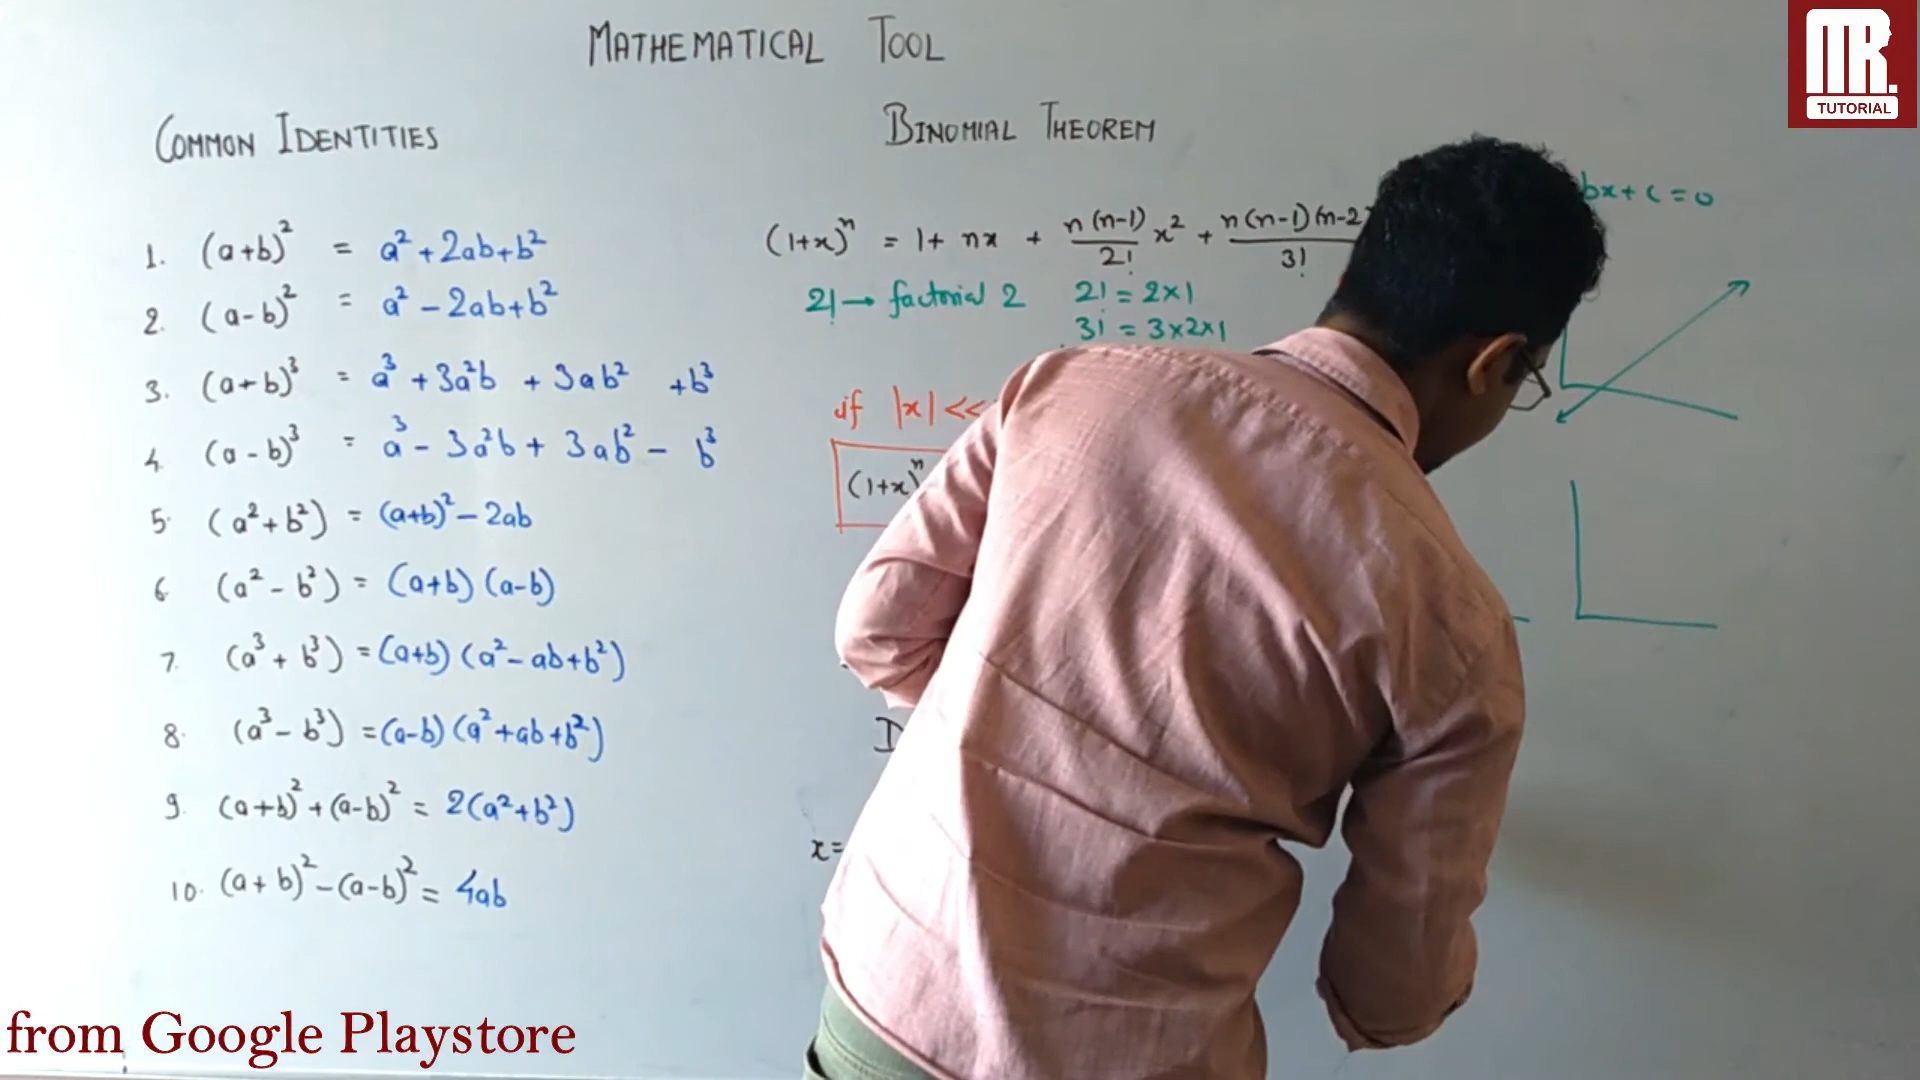 MATHEMATICAL TOOL
COMMON IDENTITIES
1. (a+b)² = a² + 2ab + b²
2. (a-b)² = a² - 2ab + b²
3. (a+b)³ = a³ + 3a²b + 3ab² + b³
4. (a-b)³ = a³ - 3a²b + 3ab² - b³
5. (a²+b²) = (a+b)² - 2ab
6 (a² - b²) = (a+b) (a-b)
7. (a³ + b³) = (a+b) (a² - ab + b²)
8. (a³ - b³) = (a-b) (a² + ab + b²)
9. (a+b)² + (a-b)² = 2(a²+b²)
10. (a+b)² - (a-b)² = 4ab
BINOMIAL THEOREM
(1+x)ⁿ = 1 + nx + n(n-1)/2! x² + n(n-1)(n-2)/3!
2! → factorial 2 2! = 2×1
3! = 3×2×1
if |x| <<
(1+x)ⁿ
x=
bx + c = 0
MR.
TUTORIAL
from Google Playstore